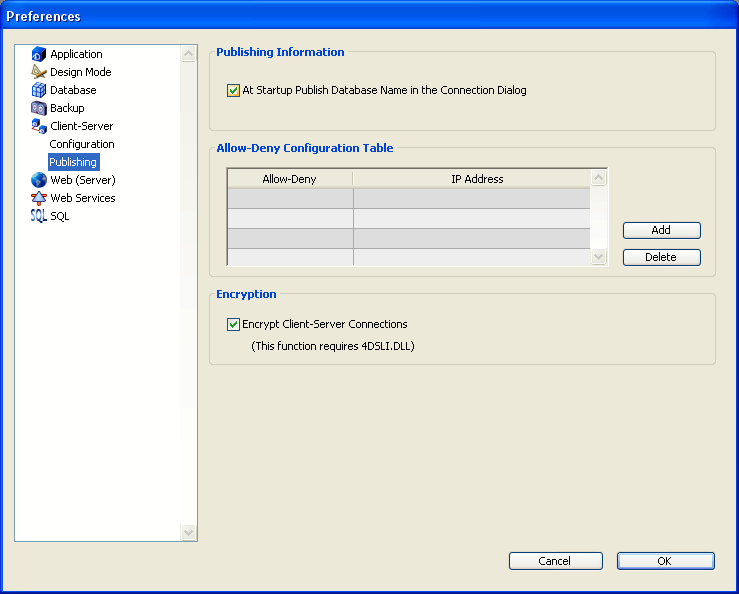 Preferences
Application
Design Mode
Database
Backup
Client-Server
Configuration
Publishing
Web (Server)
Web Services
SQL SQL
Publishing Information
At Startup Publish Database Name in the Connection Dialog
Allow-Deny Configuration Table
Allow-Deny IP Address
Add
Delete
Encryption
Encrypt Client-Server Connections
(This function requires 4DSLI.DLL)
Cancel OK